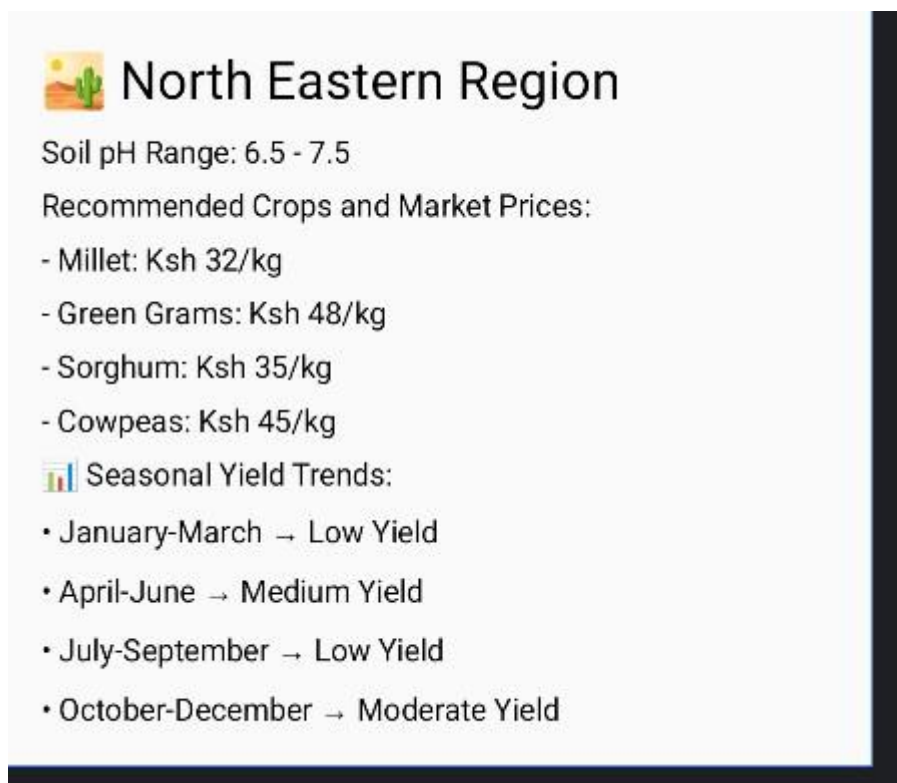 North Eastern Region
Soil pH Range: 6.5 - 7.5
Recommended Crops and Market Prices:
- Millet: Ksh 32/kg
- Green Grams: Ksh 48/kg
- Sorghum: Ksh 35/kg
- Cowpeas: Ksh 45/kg
Seasonal Yield Trends:
• January-March → Low Yield
• April-June → Medium Yield
• July-September → Low Yield
• October-December → Moderate Yield